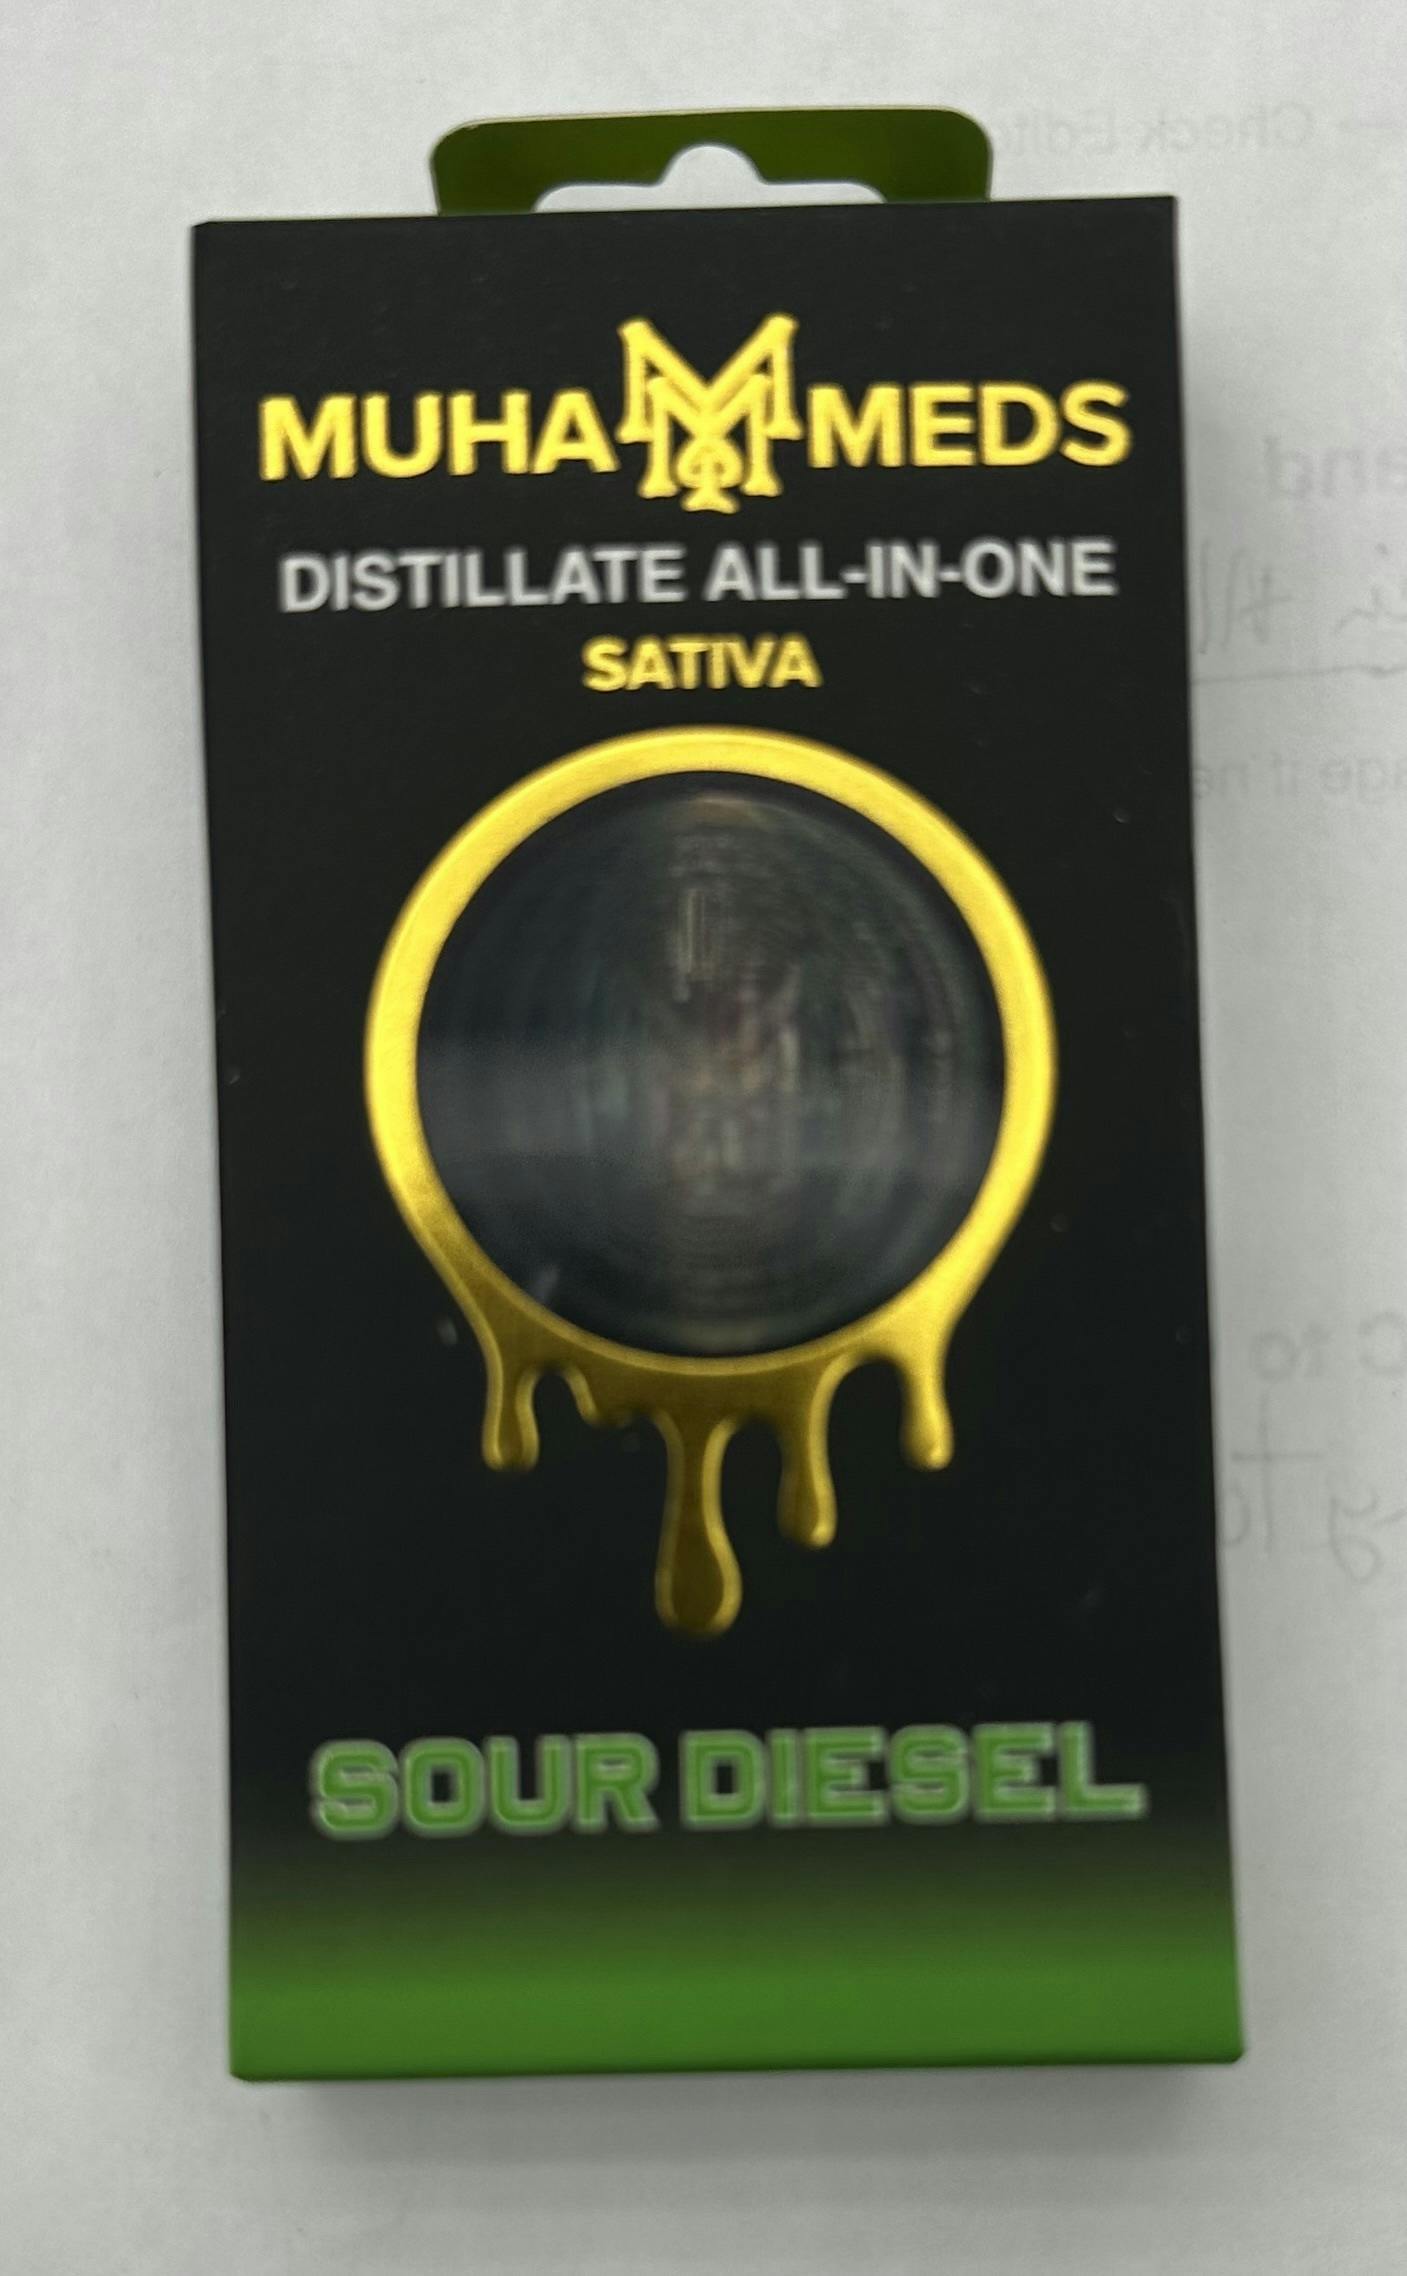 MUHA MEDS
DISTILLATE ALL-IN-ONE
SATIVA
SOUR DIESEL